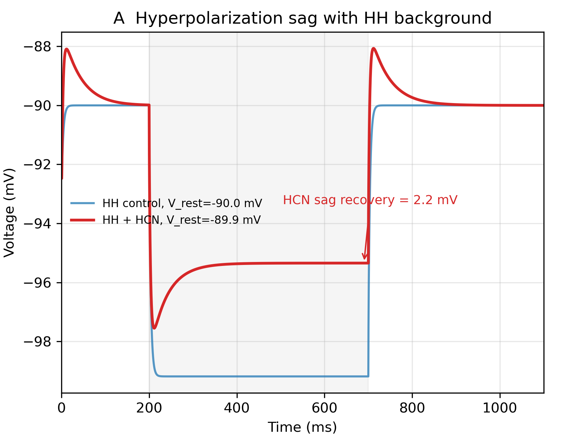 A Hyperpolarization sag with HH background
Voltage (mV)
−88
−90
−92
−94
−96
−98
HH control, V_rest=-90.0 mV
HH + HCN, V_rest=-89.9 mV
HCN sag recovery = 2.2 mV
0 200 400 600 800 1000
Time (ms)